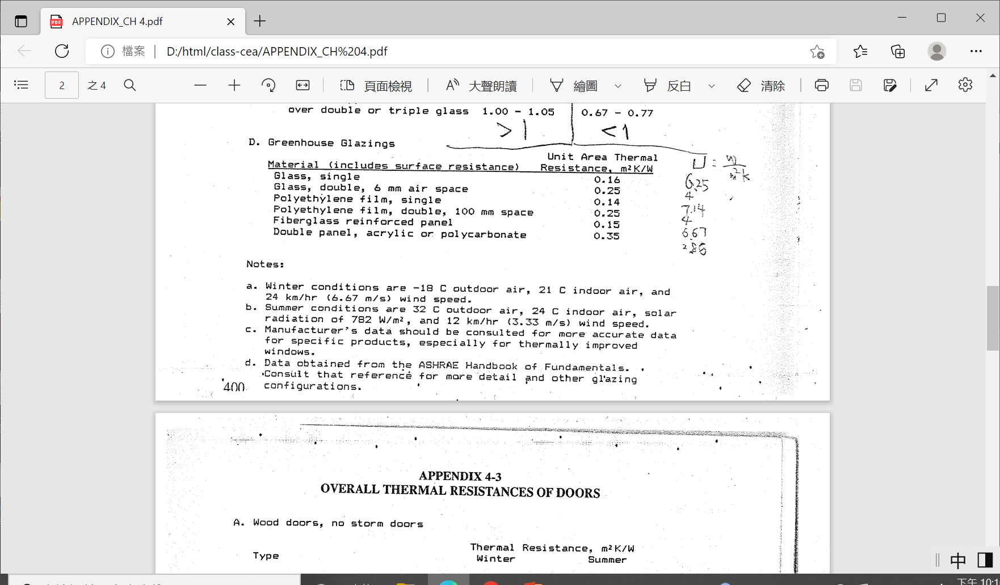 APPENDIX_CH 4.pdf
檔案 D:/html/class-cea/APPENDIX_CH%204.pdf
2 之 4 頁面檢視 大聲朗讀 繪圖 反白 清除
over double or triple glass 1.00 - 1.05 0.67 - 0.77
>1 <1
D. Greenhouse Glazings
Unit Area Thermal
Material (includes surface resistance) Resistance, m²K/W U = W/m²k
Glass, single 0.16 6.25
Glass, double, 6 mm air space 0.25 4
Polyethylene film, single 0.14 7.14
Polyethylene film, double, 100 mm space 0.25 4
Fiberglass reinforced panel 0.15 6.67
Double panel, acrylic or polycarbonate 0.35 2.86
Notes:
a. Winter conditions are -18 C outdoor air, 21 C indoor air, and
24 km/hr (6.67 m/s) wind speed.
b. Summer conditions are 32 C outdoor air, 24 C indoor air, solar
radiation of 782 W/m², and 12 km/hr (3.33 m/s) wind speed.
c. Manufacturer's data should be consulted for more accurate data
for specific products, especially for thermally improved
windows.
d. Data obtained from the ASHRAE Handbook of Fundamentals.
Consult that reference for more detail and other glazing
configurations.
400
APPENDIX 4-3
OVERALL THERMAL RESISTANCES OF DOORS
A. Wood doors, no storm doors
Thermal Resistance, m²K/W
Type Winter Summer
中